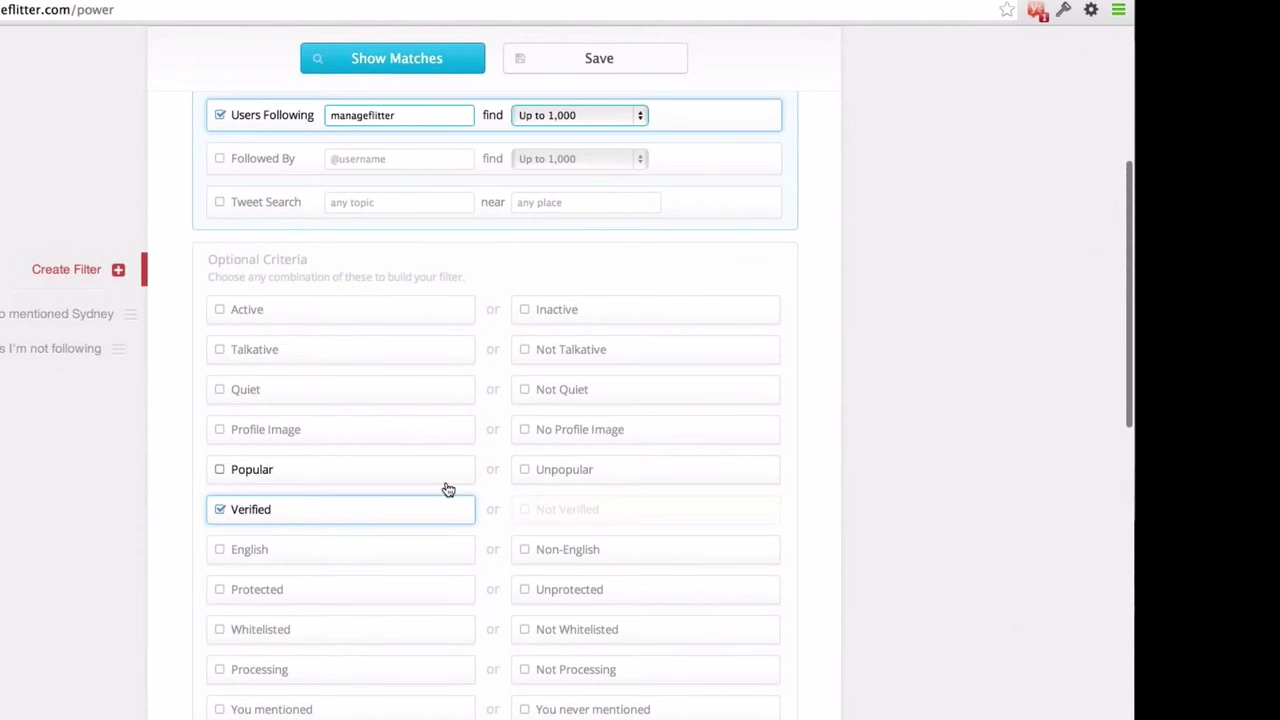 eflitter.com/power
Show Matches Save
Users Following manageflitter find Up to 1,000
Followed By @username find Up to 1,000
Tweet Search any topic near any place
Create Filter
o mentioned Sydney
s I'm not following
Optional Criteria
Choose any combination of these to build your filter.
Active or Inactive
Talkative or Not Talkative
Quiet or Not Quiet
Profile Image or No Profile Image
Popular or Unpopular
Verified or Not Verified
English or Non-English
Protected or Unprotected
Whitelisted or Not Whitelisted
Processing or Not Processing
You mentioned or You never mentioned